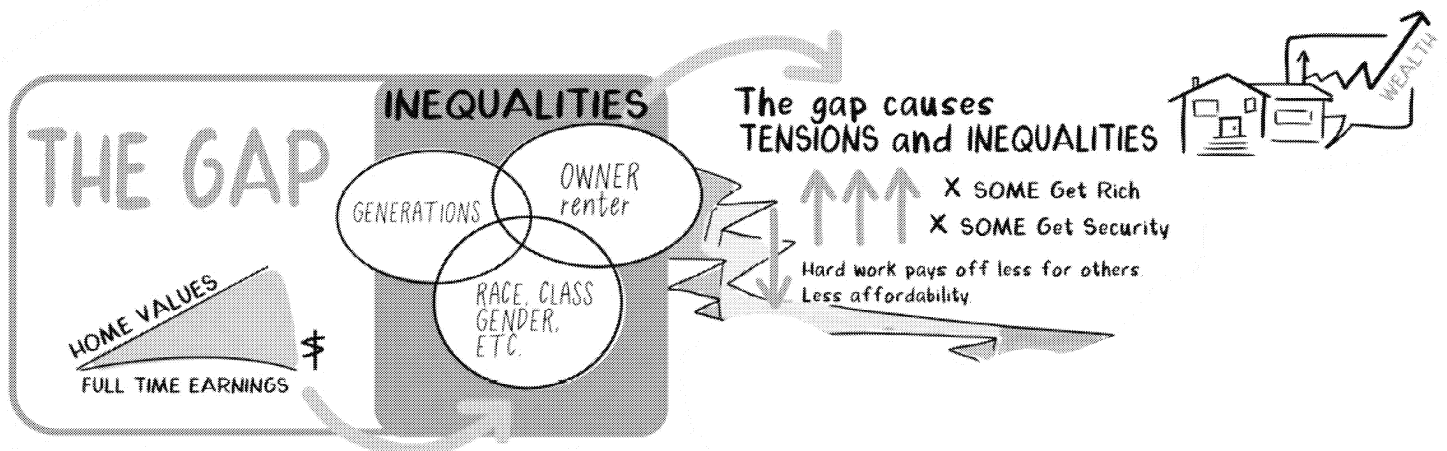 THE GAP
HOME VALUES
$
FULL TIME EARNINGS
INEQUALITIES
GENERATIONS
OWNER
renter
RACE, CLASS
GENDER,
ETC.
The gap causes
TENSIONS and INEQUALITIES
X SOME Get Rich
X SOME Get Security
Hard work pays off less for others.
Less affordability.
WEALTH